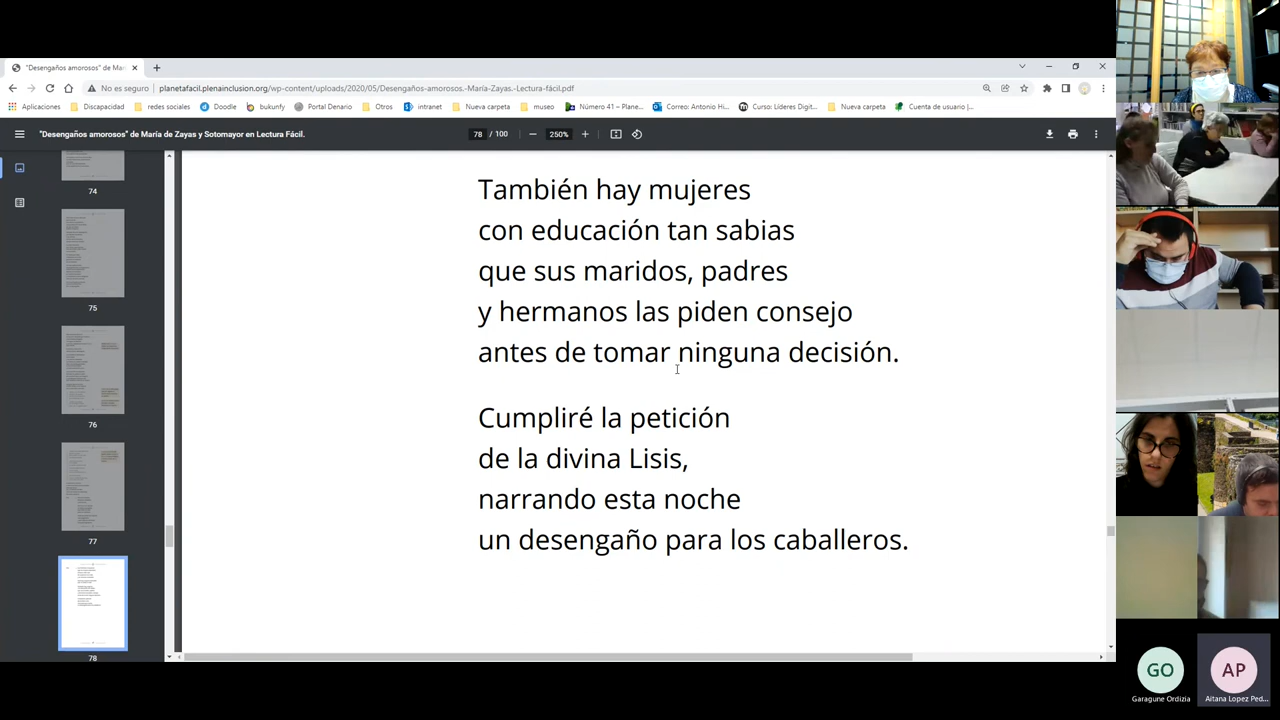 "Desengaños amorosos" de Ma
No es seguro
planetafacil.plenainclusion.org/wp-content/uploads/2020/05/Desengaños-amorosos.-María-Zayas.-Lectura-fácil.pdf
Aplicaciones
Discapacidad
redes sociales
Doodle
bukunfy
Portal Denario
Otros
intranet
Nueva carpeta
museo
Número 41 – Plane...
Correo: Antonio Hi...
Curso: Líderes Digit...
Nueva carpeta
Cuenta de usuario |...
"Desengaños amorosos" de María de Zayas y Sotomayor en Lectura Fácil.
78 / 100
250%
74
75
76
77
78
También hay mujeres
con educación tan sabias
que sus maridos, padres
y hermanos las piden consejo
antes de tomar ninguna decisión.
Cumpliré la petición
de la divina Lisis,
narrando esta noche
un desengaño para los caballeros.
GO
Garagune Ordizia
AP
Aitana Lopez Ped...